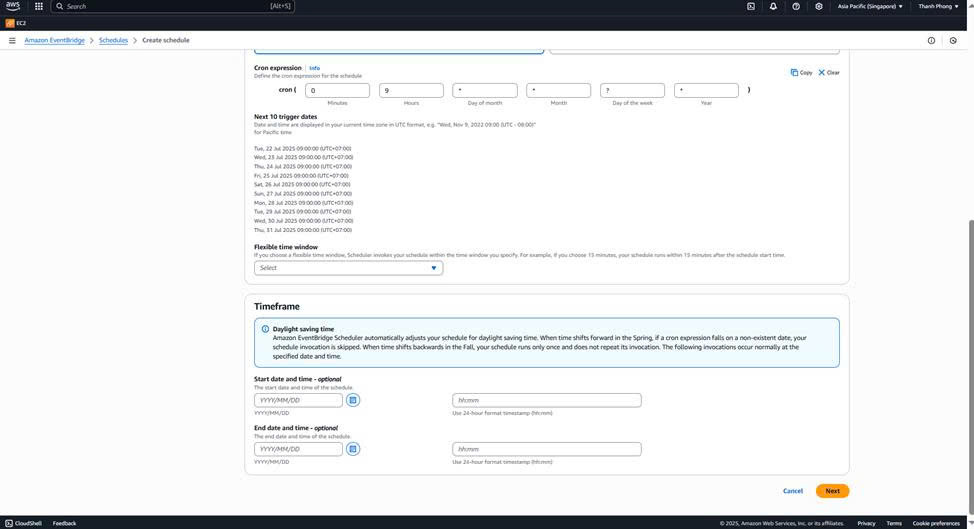 aws Search [Alt+S] Asia Pacific (Singapore) ▼ Thanh Phong ▼
EC2
Amazon EventBridge > Schedules > Create schedule
Cron expression | Info
Define the cron expression for the schedule
Copy Clear
cron ( 0 9 * * ? * )
Minutes Hours Day of month Month Day of the week Year
Next 10 trigger dates
Date and time are displayed in your current time zone in UTC format, e.g. "Wed, Nov 9, 2022 09:00 (UTC - 08:00)"
for Pacific time
Tue, 22 Jul 2025 09:00:00 (UTC+07:00)
Wed, 23 Jul 2025 09:00:00 (UTC+07:00)
Thu, 24 Jul 2025 09:00:00 (UTC+07:00)
Fri, 25 Jul 2025 09:00:00 (UTC+07:00)
Sat, 26 Jul 2025 09:00:00 (UTC+07:00)
Sun, 27 Jul 2025 09:00:00 (UTC+07:00)
Mon, 28 Jul 2025 09:00:00 (UTC+07:00)
Tue, 29 Jul 2025 09:00:00 (UTC+07:00)
Wed, 30 Jul 2025 09:00:00 (UTC+07:00)
Thu, 31 Jul 2025 09:00:00 (UTC+07:00)
Flexible time window
If you choose a flexible time window, Scheduler invokes your schedule within the time window you specify. For example, if you choose 15 minutes, your schedule runs within 15 minutes after the schedule start time.
Select
Timeframe
Daylight saving time
Amazon EventBridge Scheduler automatically adjusts your schedule for daylight saving time. When time shifts forward in the Spring, if a cron expression falls on a non-existent date, your
schedule invocation is skipped. When time shifts backwards in the Fall, your schedule runs only once and does not repeat its invocation. The following invocations occur normally at the
specified date and time.
Start date and time - optional
The start date and time of the schedule.
YYYY/MM/DD hh:mm
YYYY/MM/DD Use 24-hour format timestamp (hh:mm)
End date and time - optional
The end date and time of the schedule.
YYYY/MM/DD hh:mm
YYYY/MM/DD Use 24-hour format timestamp (hh:mm)
Cancel Next
CloudShell Feedback © 2025, Amazon Web Services, Inc. or its affiliates. Privacy Terms Cookie preferences